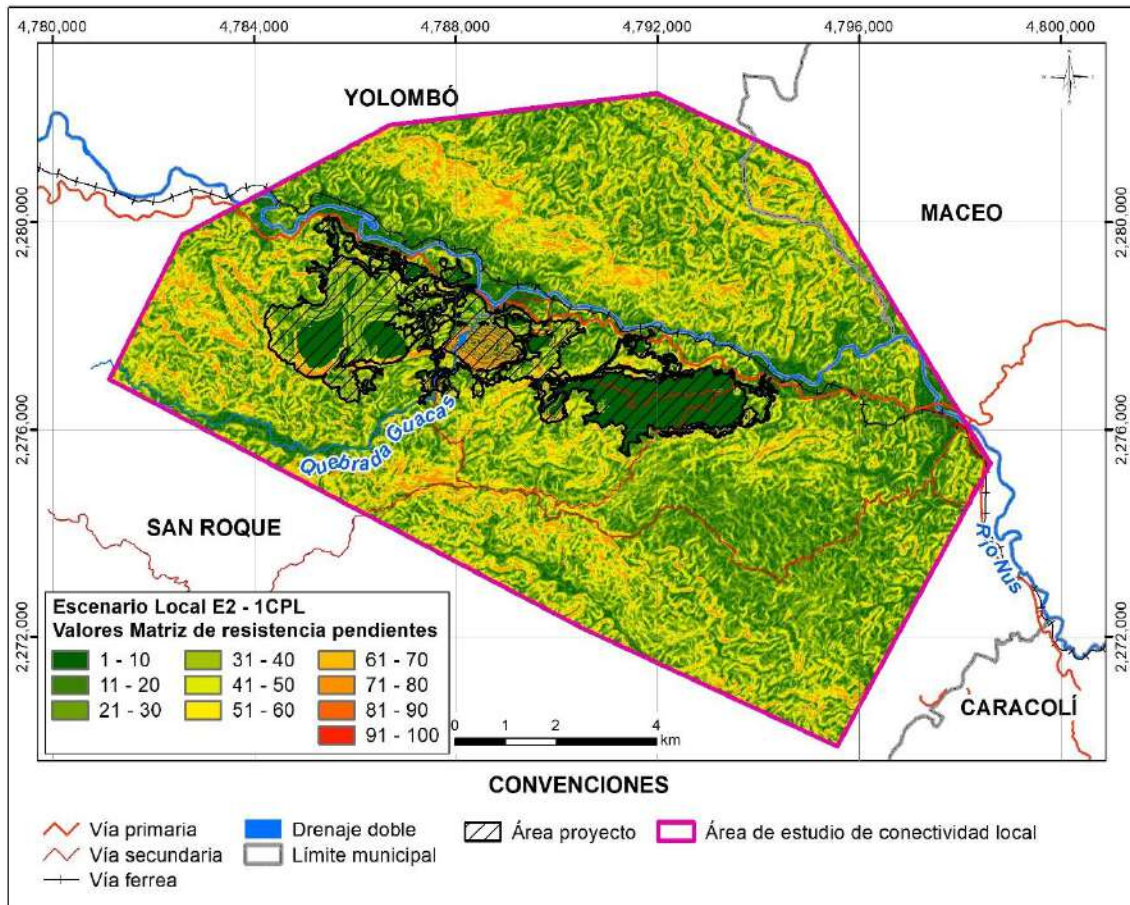 4,780,000 4,784,000 4,788,000 4,792,000 4,796,000 4,800,000
YOLOMBÓ
MACEO
2,280,000 2,280,000
2,276,000 2,276,000
Quebrada Guacas
SAN ROQUE
Río Nus
2,272,000 2,272,000
CARACOLÍ
Escenario Local E2 - 1CPL
Valores Matriz de resistencia pendientes
1 - 10 31 - 40 61 - 70
11 - 20 41 - 50 71 - 80
21 - 30 51 - 60 81 - 90
91 - 100
0 1 2 4
km
CONVENCIONES
Vía primaria Drenaje doble Área proyecto Área de estudio de conectividad local
Vía secundaria Límite municipal
Vía ferrea